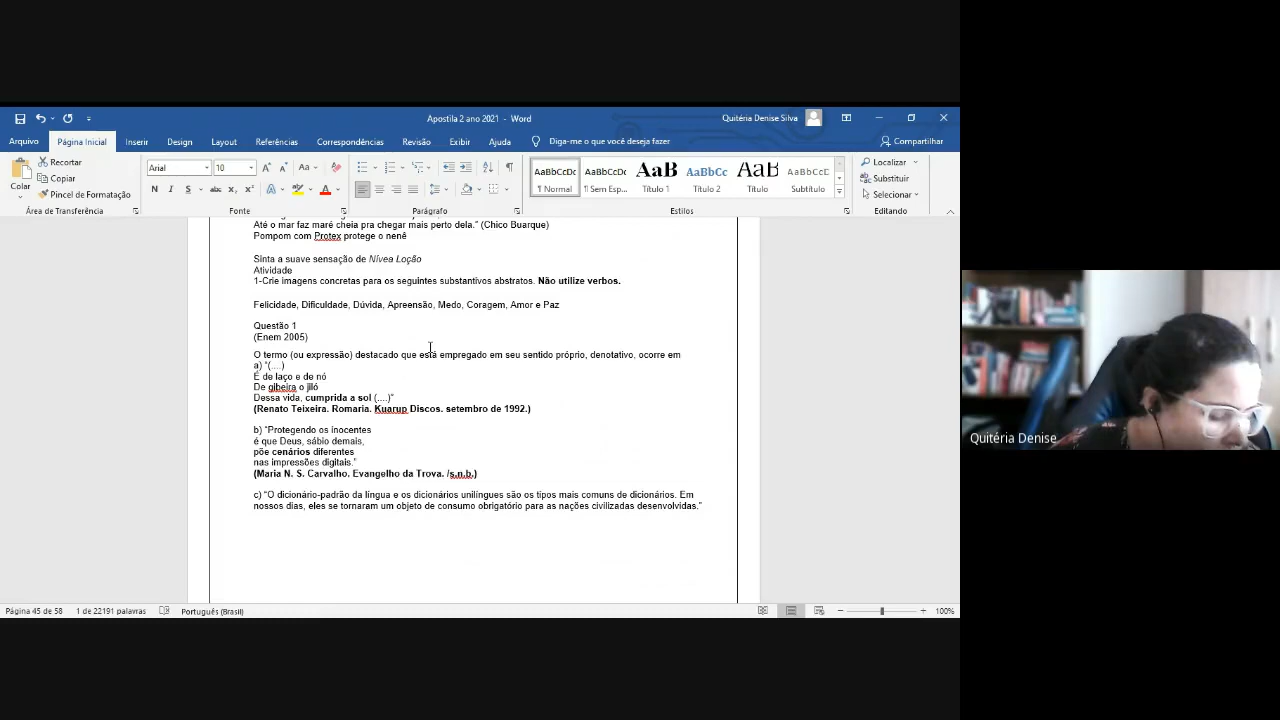 Apostila 2 ano 2021 - Word
Quitéria Denise Silva
Arquivo Página Inicial Inserir Design Layout Referências Correspondências Revisão Exibir Ajuda Diga-me o que você deseja fazer Compartilhar
Colar
Recortar
Copiar
Pincel de Formatação
Área de Transferência
Arial 10
Fonte
Parágrafo
AaBbCcDc AaBbCcDc AaB AaBbCc AaB AaBbCcE
¶ Normal ¶ Sem Esp... Título 1 Título 2 Título Subtítulo
Estilos
Localizar
Substituir
Selecionar
Editando
Até o mar faz maré cheia pra chegar mais perto dela." (Chico Buarque)
Pompom com Protex protege o nenê
Sinta a suave sensação de Nívea Loção
Atividade
1-Crie imagens concretas para os seguintes substantivos abstratos. Não utilize verbos.
Felicidade, Dificuldade, Dúvida, Apreensão, Medo, Coragem, Amor e Paz
Questão 1
(Enem 2005)
O termo (ou expressão) destacado que está empregado em seu sentido próprio, denotativo, ocorre em
a) "(....)
É de laço e de nó
De gibeira o jiló
Dessa vida, cumprida a sol (....)"
(Renato Teixeira. Romaria. Kuarup Discos. setembro de 1992.)
b) "Protegendo os inocentes
é que Deus, sábio demais,
põe cenários diferentes
nas impressões digitais."
(Maria N. S. Carvalho. Evangelho da Trova. /s.n.b.)
c) "O dicionário-padrão da língua e os dicionários unilíngues são os tipos mais comuns de dicionários. Em
nossos dias, eles se tornaram um objeto de consumo obrigatório para as nações civilizadas desenvolvidas."
Página 45 de 58 1 de 22191 palavras Português (Brasil) 100%
Quitéria Denise